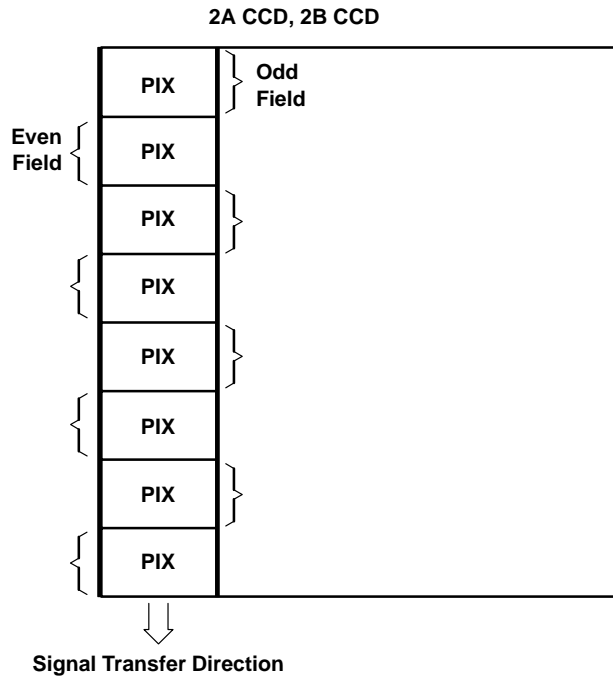 2A CCD, 2B CCD
PIX
Odd
Field
Even
Field
PIX
PIX
PIX
PIX
PIX
PIX
PIX
Signal Transfer Direction